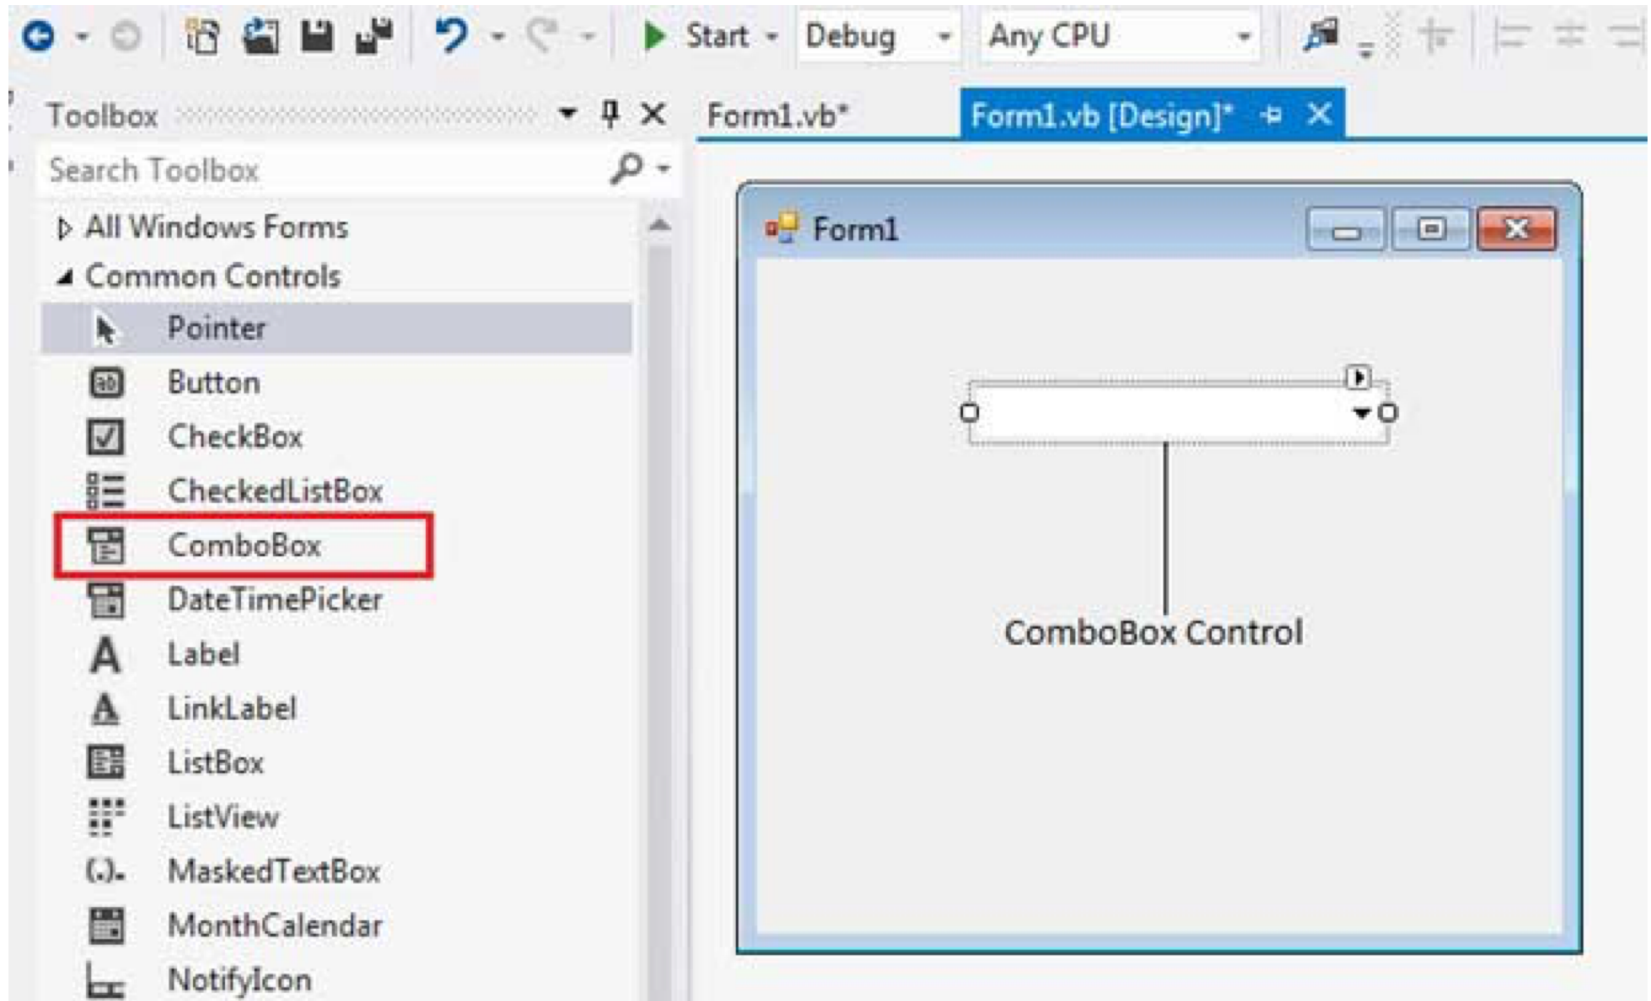 Start Debug Any CPU
Toolbox
Form1.vb*
Form1.vb [Design]*
Search Toolbox
All Windows Forms
Common Controls
Pointer
Button
CheckBox
CheckedListBox
ComboBox
DateTimePicker
Label
LinkLabel
ListBox
ListView
MaskedTextBox
MonthCalendar
NotifyIcon
Form1
ComboBox Control